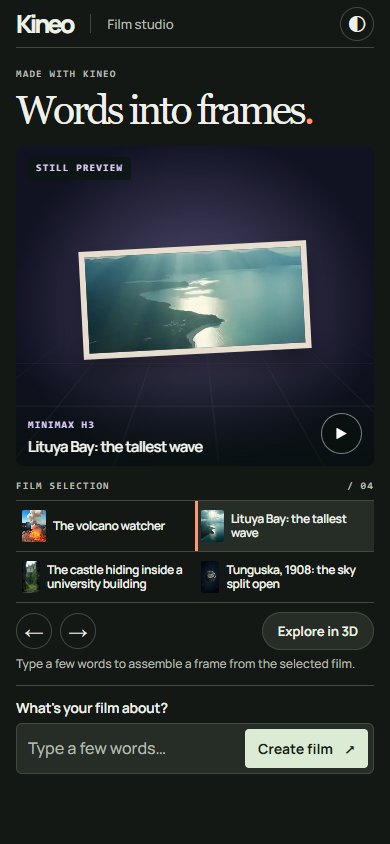 Kineo
Film studio
MADE WITH KINEO
Words into frames.
STILL PREVIEW
MINIMAX H3
Lituya Bay: the tallest wave
FILM SELECTION
/ 04
The volcano watcher
Lituya Bay: the tallest
wave
The castle hiding inside a
university building
Tunguska, 1908: the sky
split open
← →
Explore in 3D
Type a few words to assemble a frame from the selected film.
What's your film about?
Type a few words…
Create film ↗